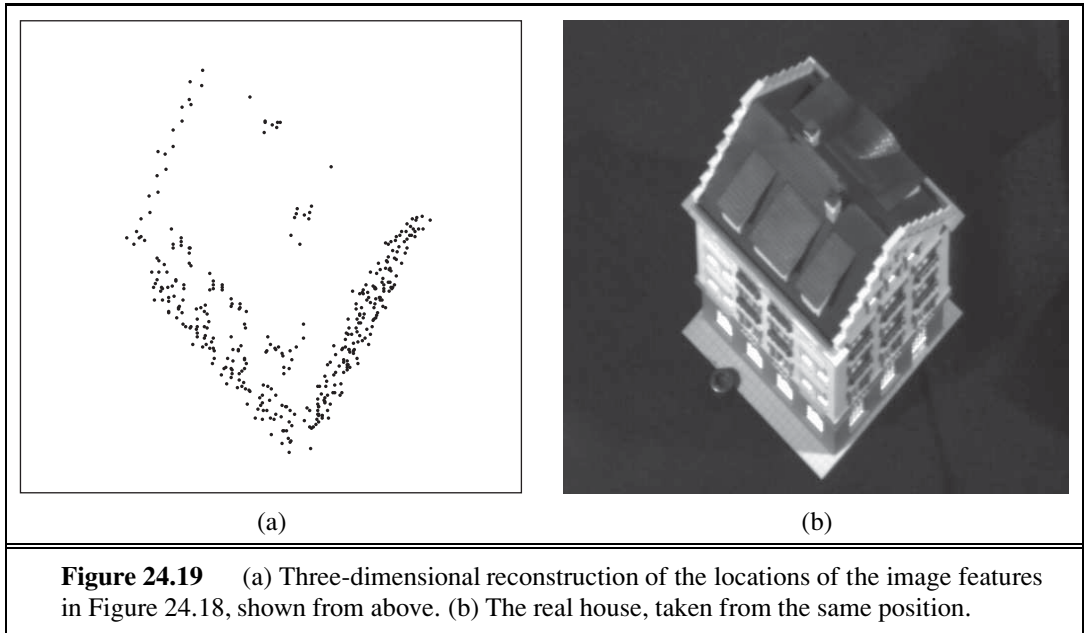 (a)
(b)
Figure 24.19 (a) Three-dimensional reconstruction of the locations of the image features
in Figure 24.18, shown from above. (b) The real house, taken from the same position.